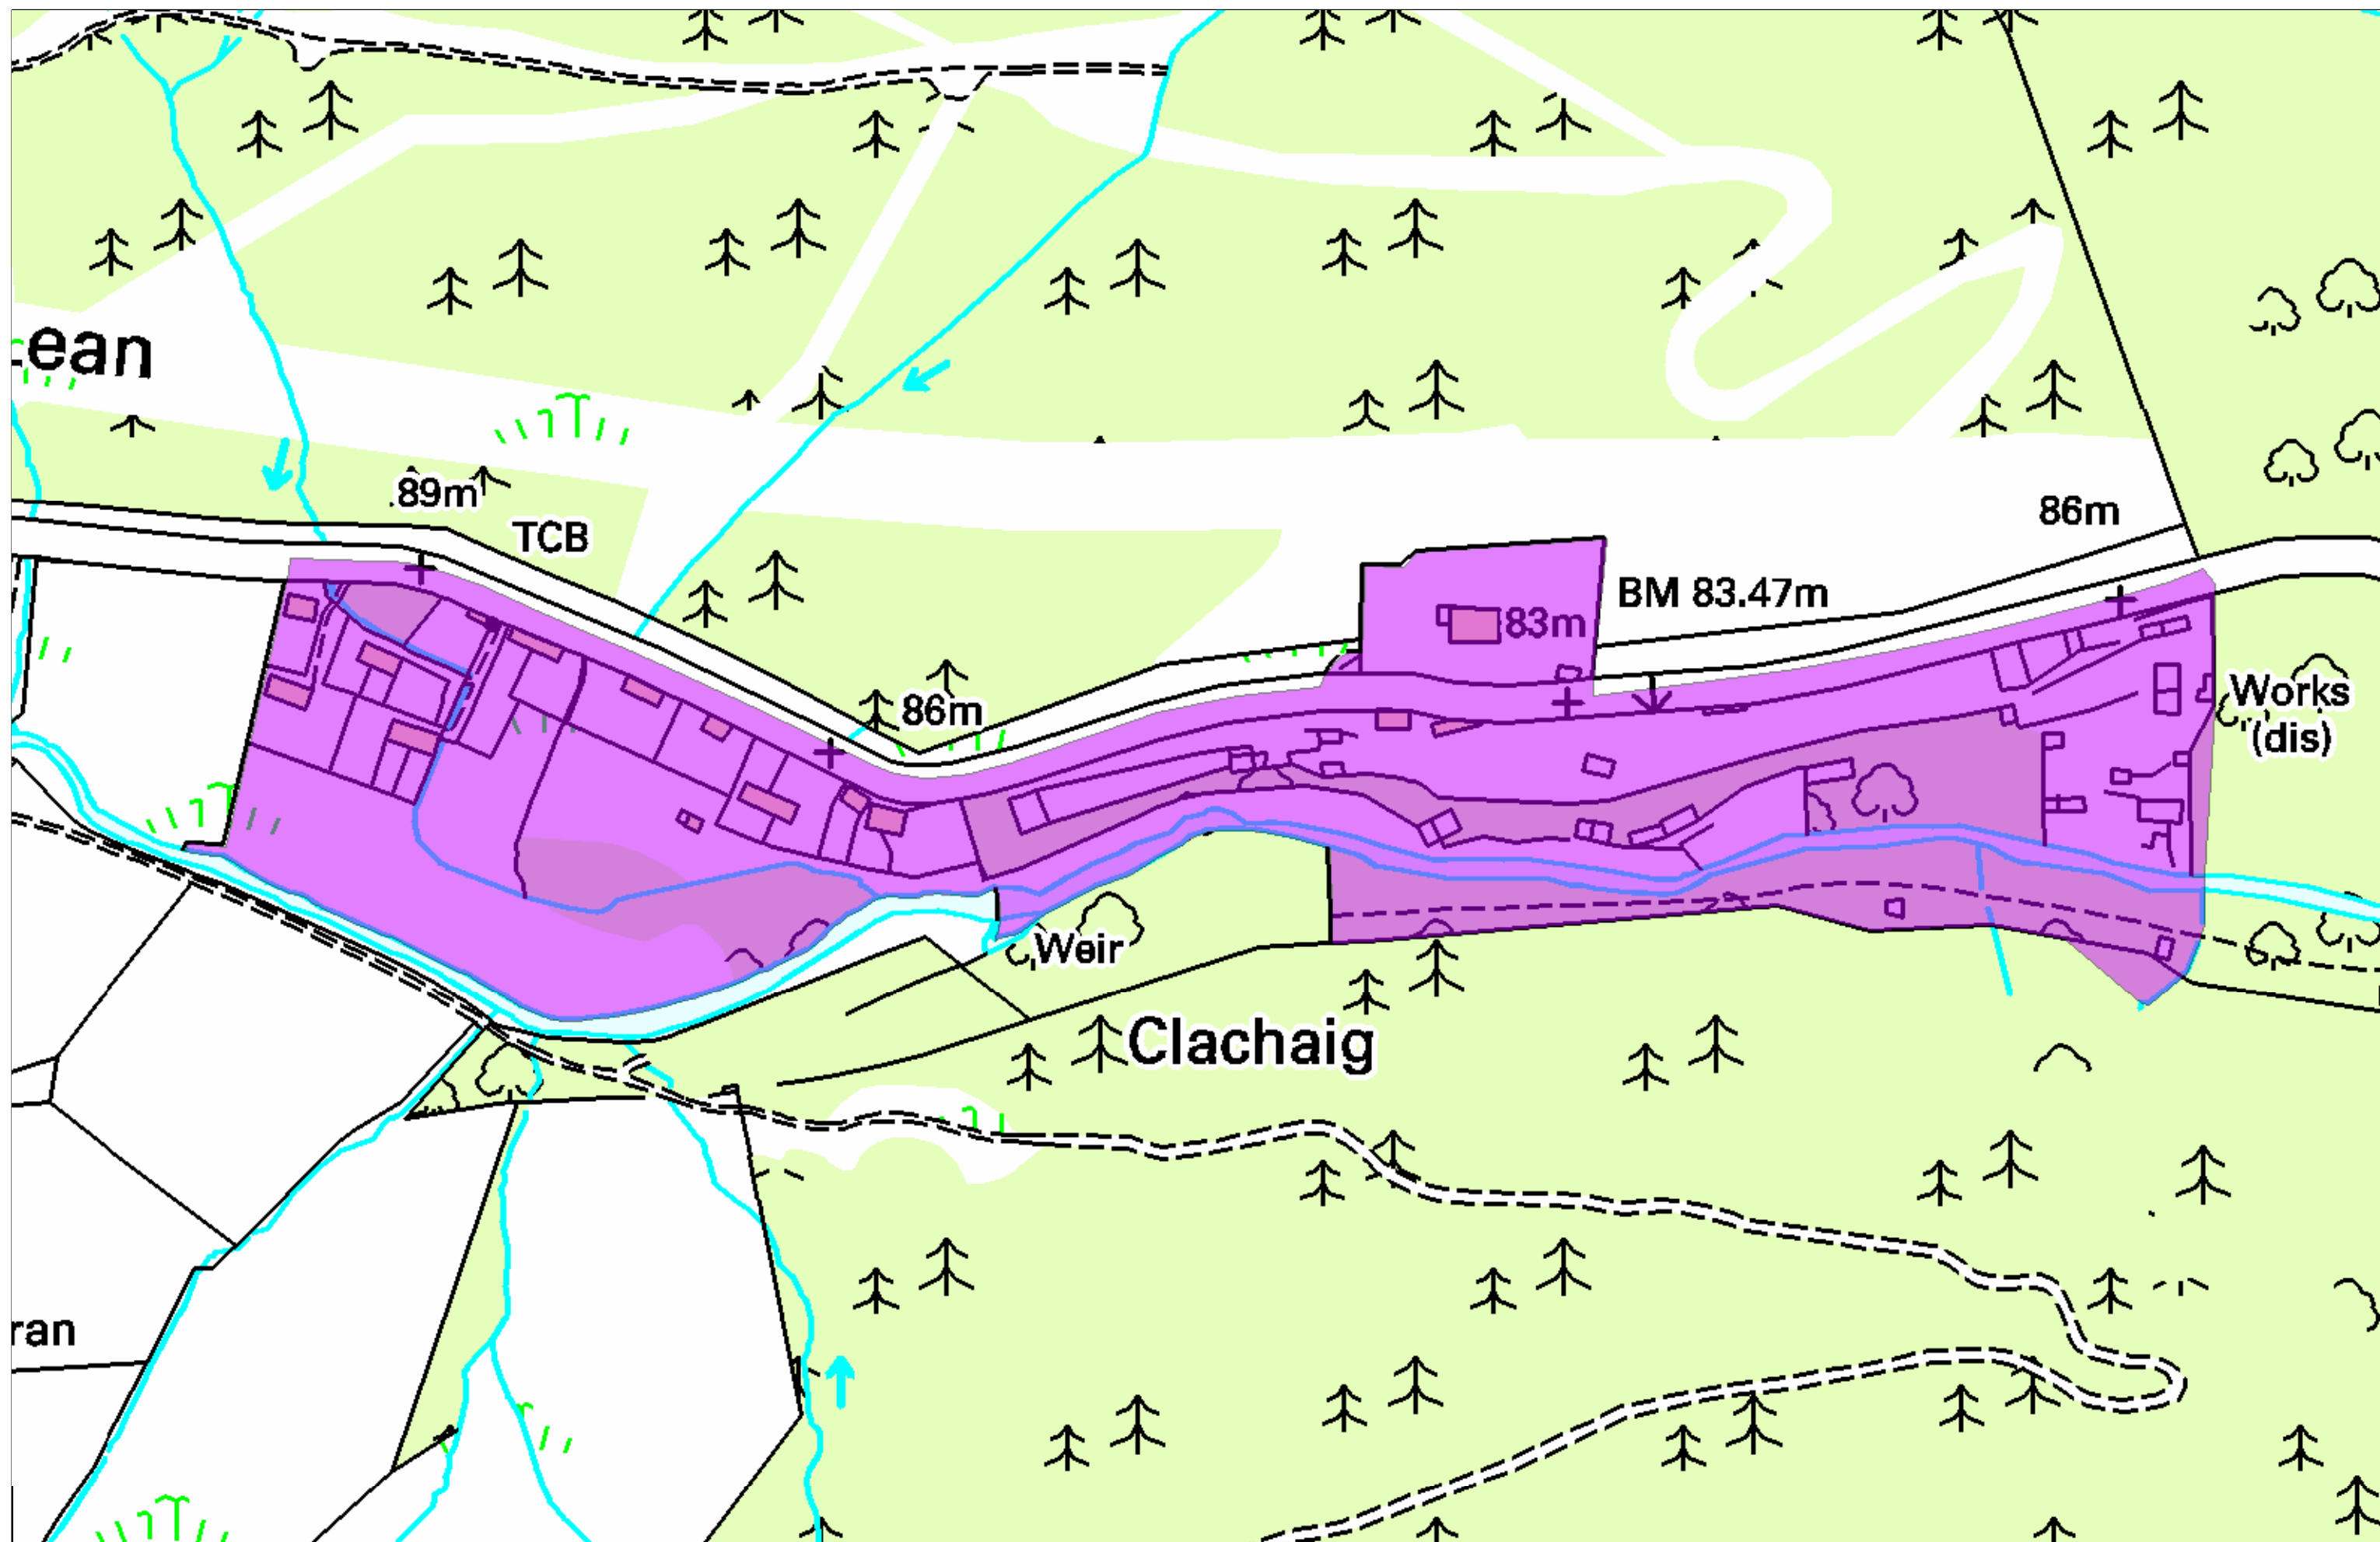 ean
89m
TCB
86m
83m
BM 83.47m
86m
Works
(dis)
Weir
Clachaig
ran